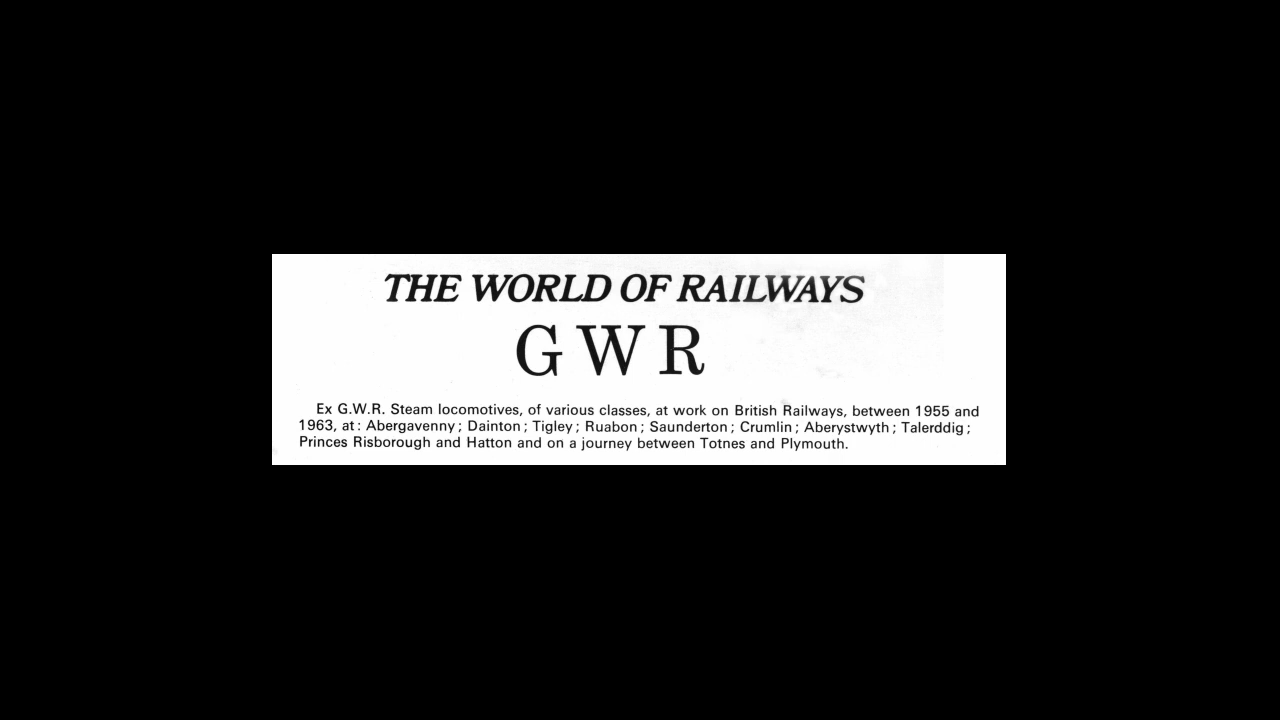 THE WORLD OF RAILWAYS
G W R
Ex G.W.R. Steam locomotives, of various classes, at work on British Railways, between 1955 and
1963, at: Abergavenny; Dainton; Tigley; Ruabon; Saunderton; Crumlin; Aberystwyth; Talerddig;
Princes Risborough and Hatton and on a journey between Totnes and Plymouth.